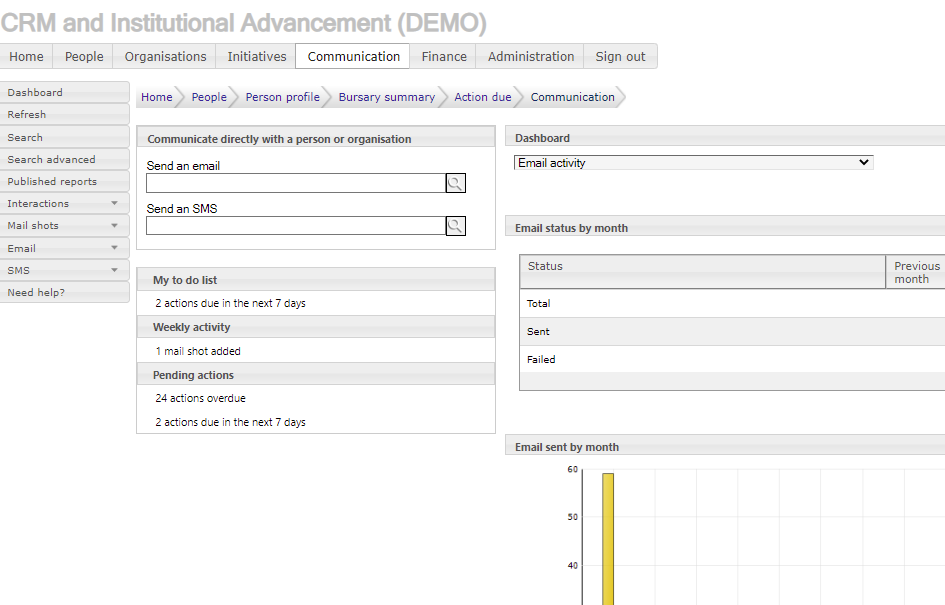 CRM and Institutional Advancement (DEMO)
Home People Organisations Initiatives Communication Finance Administration Sign out
Dashboard
Refresh
Search
Search advanced
Published reports
Interactions
Mail shots
Email
SMS
Need help?
Home People Person profile Bursary summary Action due Communication
Communicate directly with a person or organisation
Send an email
Send an SMS
My to do list
2 actions due in the next 7 days
Weekly activity
1 mail shot added
Pending actions
24 actions overdue
2 actions due in the next 7 days
Dashboard
Email activity
Email status by month
Status
Previous
month
Total
Sent
Failed
Email sent by month
60
50
40